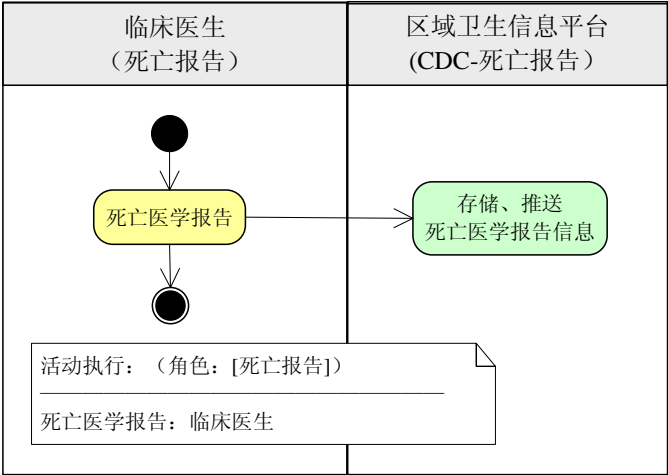 临床医生
（死亡报告）
区域卫生信息平台
(CDC-死亡报告）
死亡医学报告
存储、推送
死亡医学报告信息
活动执行：（角色：[死亡报告]）
死亡医学报告：临床医生